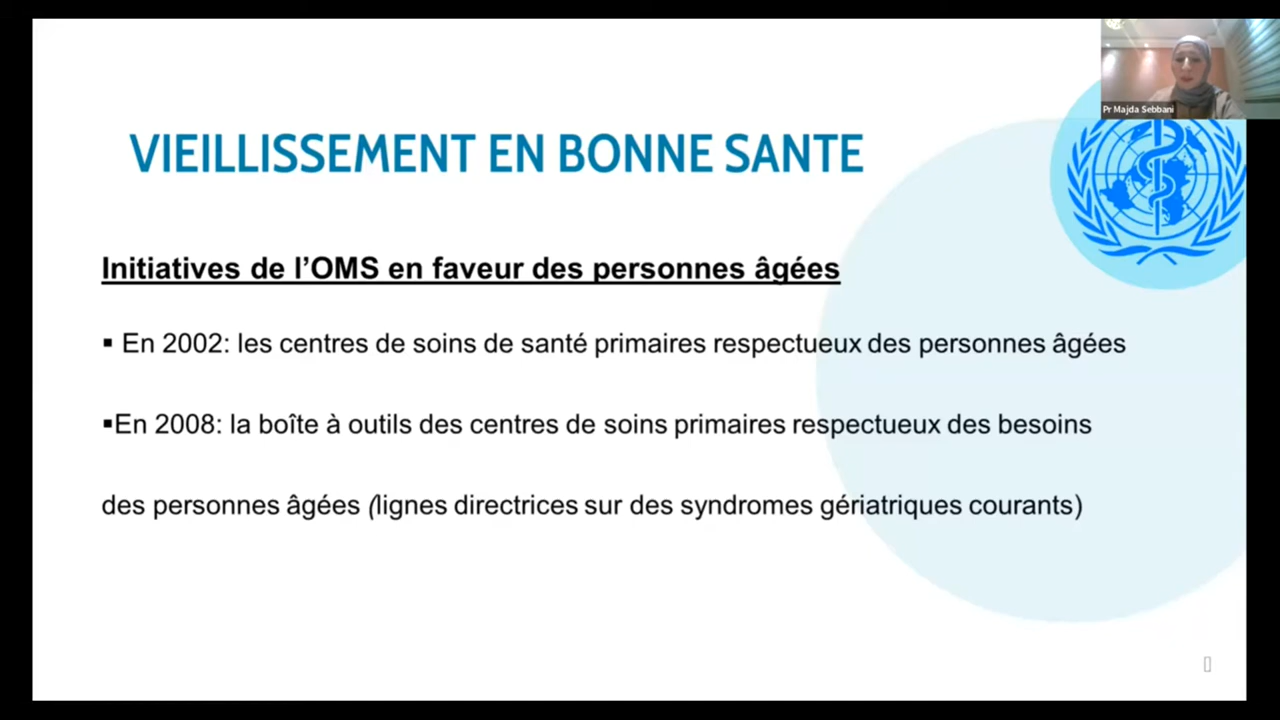 Pr Majda Sebbani
VIEILLISSEMENT EN BONNE SANTE
Initiatives de l’OMS en faveur des personnes âgées
▪ En 2002: les centres de soins de santé primaires respectueux des personnes âgées
▪En 2008: la boîte à outils des centres de soins primaires respectueux des besoins
des personnes âgées (lignes directrices sur des syndromes gériatriques courants)